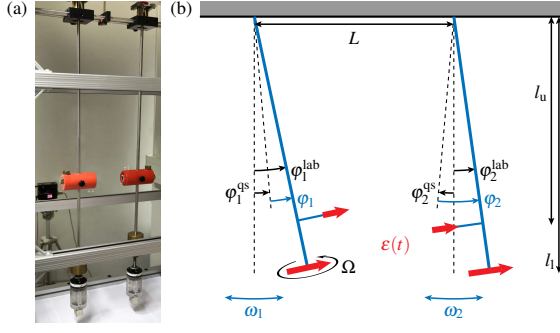 (a)
(b)
L
l_u
φ_1^lab
φ_2^lab
φ_1^qs
φ_1
φ_2^qs
φ_2
ε(t)
l_l
Ω
ω_1
ω_2